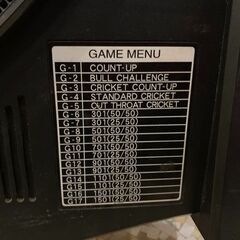 GAME MENU
G-1 COUNT-UP
G-2 BULL CHALLENGE
G-3 CRICKET COUNT-UP
G-4 STANDARD CRICKET
G-5 CUT THROAT CRICKET
G-6 301(50/50)
G-7 301(25/50)
G-8 501(50/50)
G-9 501(25/50)
G10 701(50/50)
G11 701(25/50)
G12 901(50/50)
G13 901(25/50)
G14 1101(50/50)
G15 1101(25/50)
G16 1501(50/50)
G17 1501(25/50)